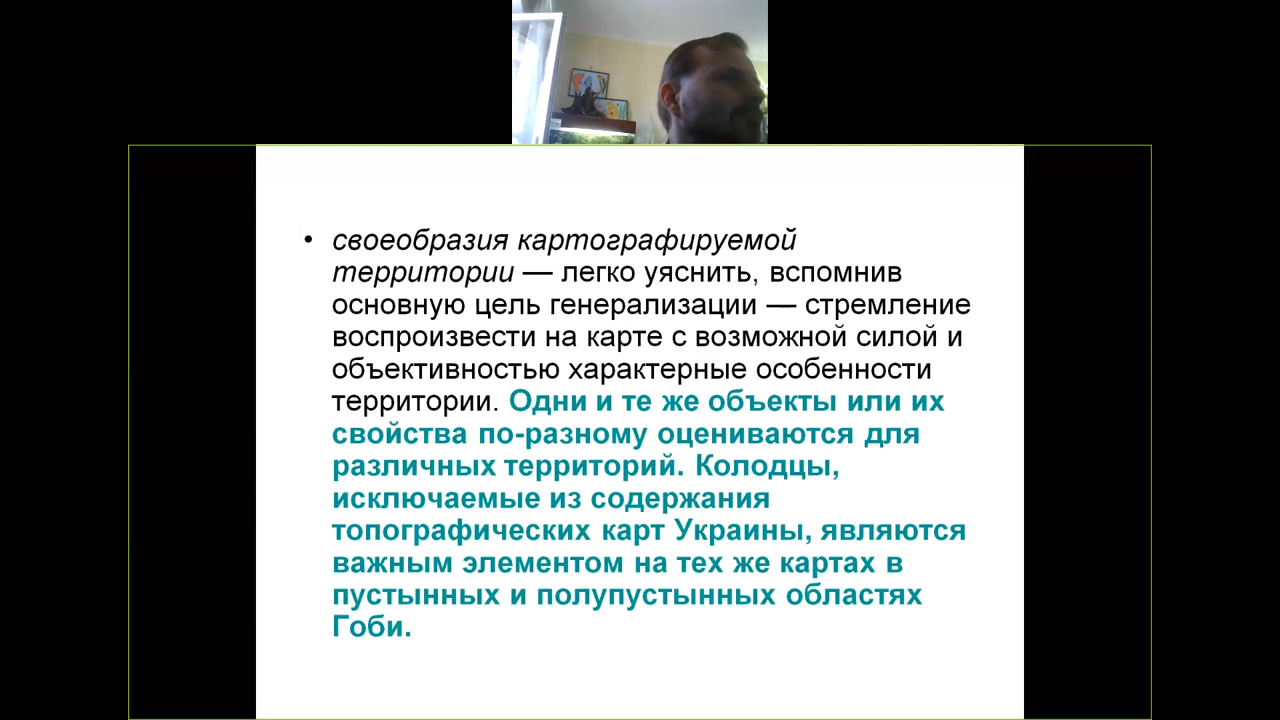 • своеобразия картографируемой
территории — легко уяснить, вспомнив
основную цель генерализации — стремление
воспроизвести на карте с возможной силой и
объективностью характерные особенности
территории. Одни и те же объекты или их
свойства по-разному оцениваются для
различных территорий. Колодцы,
исключаемые из содержания
топографических карт Украины, являются
важным элементом на тех же картах в
пустынных и полупустынных областях
Гоби.